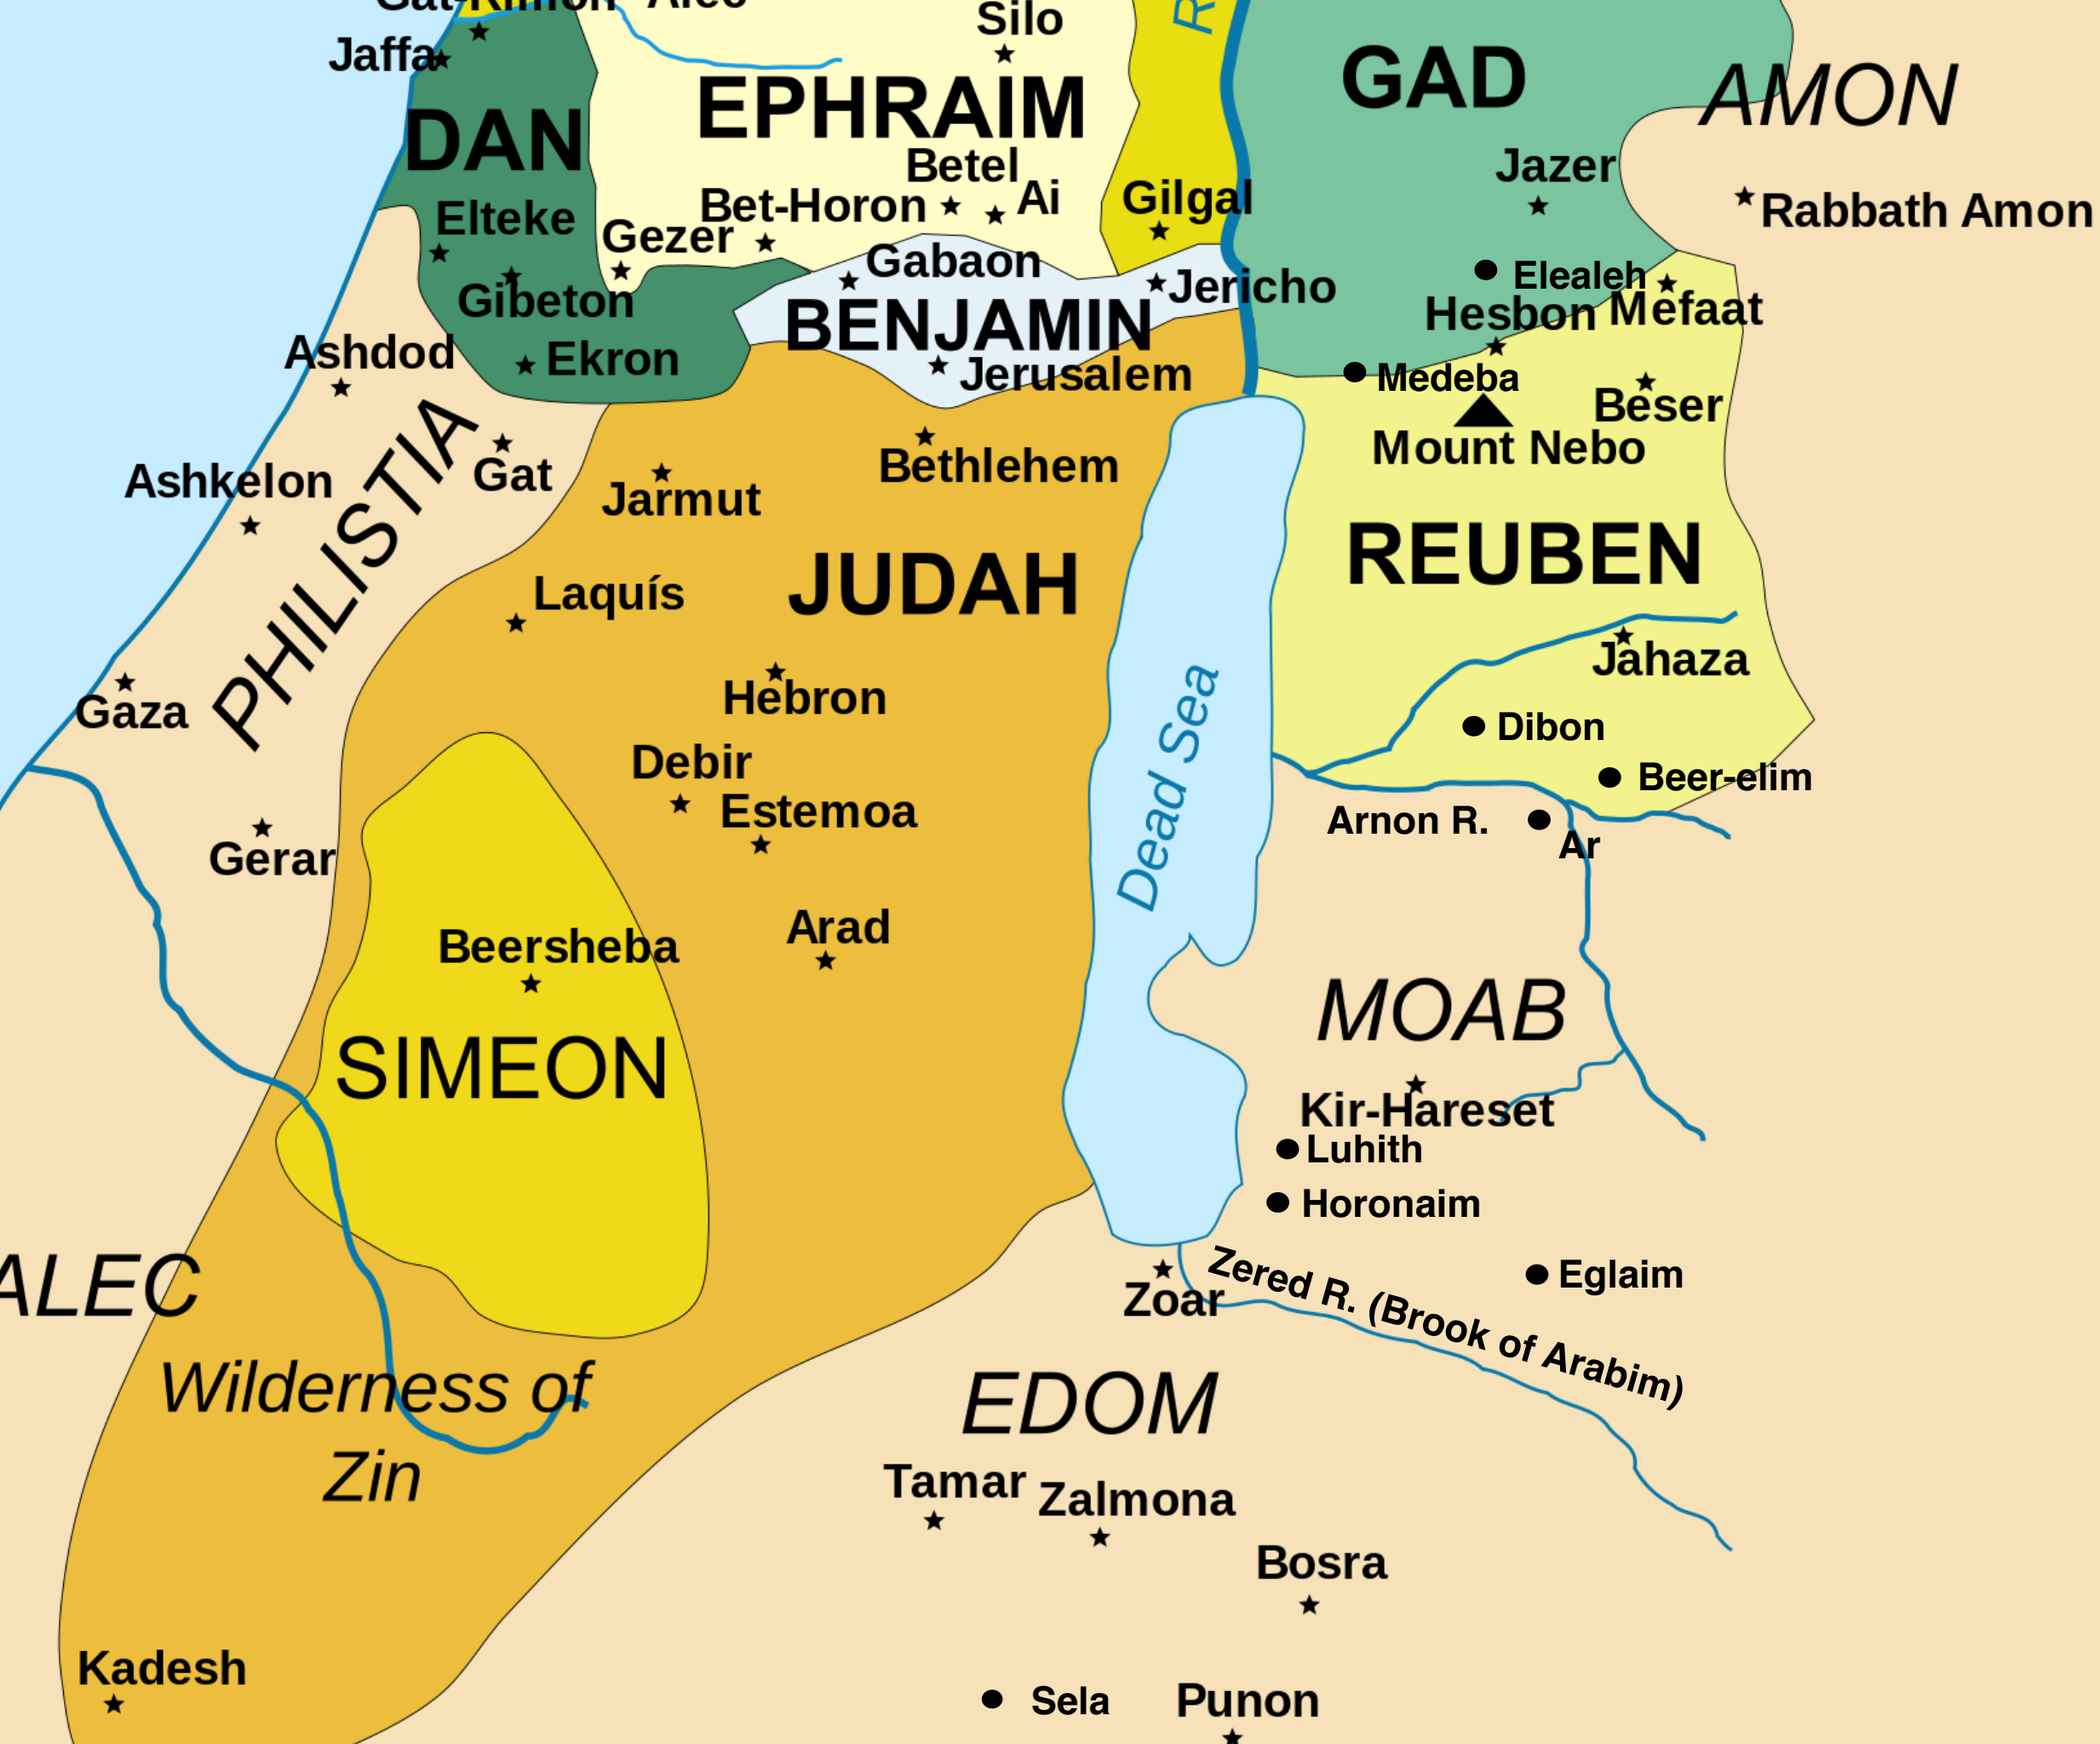 Gat-Rimon
Jaffa
Silo
R
GAD
AMON
DAN
EPHRAIM
Betel
Ai
Jazer
Elteke
Bet-Horon
Gilgal
Rabbath Amon
Gezer
Gabaon
Elealeh
Gibeton
Jericho
Hesbon
Mefaat
Ashdod
Ekron
BENJAMIN
Jerusalem
Medeba
Beser
PHILISTIA
Gat
Bethlehem
Mount Nebo
Ashkelon
Jarmut
REUBEN
Laquís
JUDAH
Jahaza
Gaza
Hebron
Dead Sea
Dibon
Debir
Beer-elim
Estemoa
Arnon R.
Ar
Gerar
Beersheba
Arad
MOAB
SIMEON
Kir-Hareset
Luhith
Horonaim
ALEC
Zoar
Zered R. (Brook of Arabim)
Eglaim
Wilderness of
Zin
EDOM
Tamar
Zalmona
Bosra
Kadesh
Sela
Punon